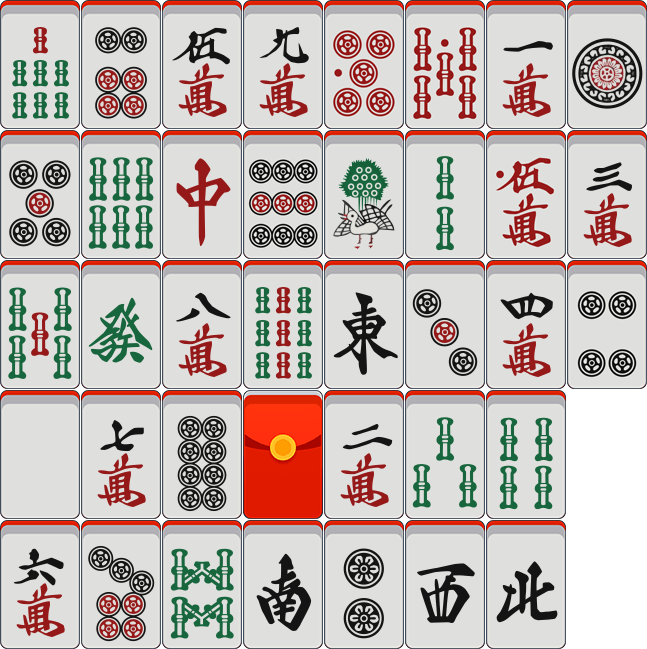 伍萬 九萬 一萬
中 伍萬 三萬
發 八萬 東 四萬
七萬 二萬
六萬 南 西 北